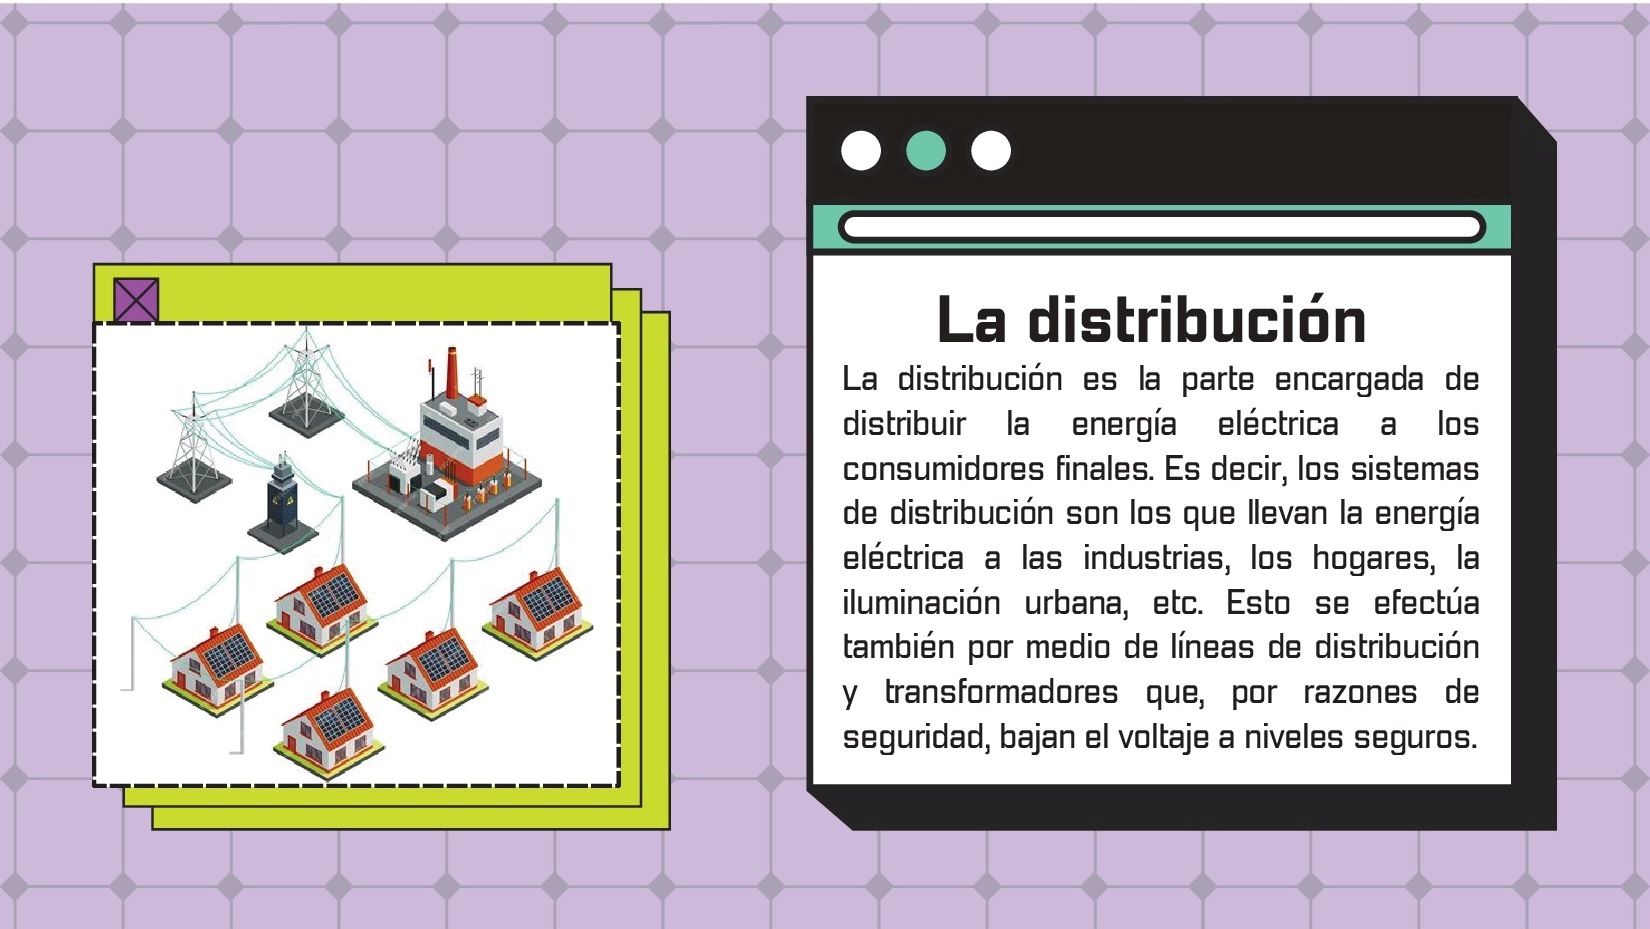 La distribución
La distribución es la parte encargada de
distribuir la energía eléctrica a los
consumidores finales. Es decir, los sistemas
de distribución son los que llevan la energía
eléctrica a las industrias, los hogares, la
iluminación urbana, etc. Esto se efectúa
también por medio de líneas de distribución
y transformadores que, por razones de
seguridad, bajan el voltaje a niveles seguros.